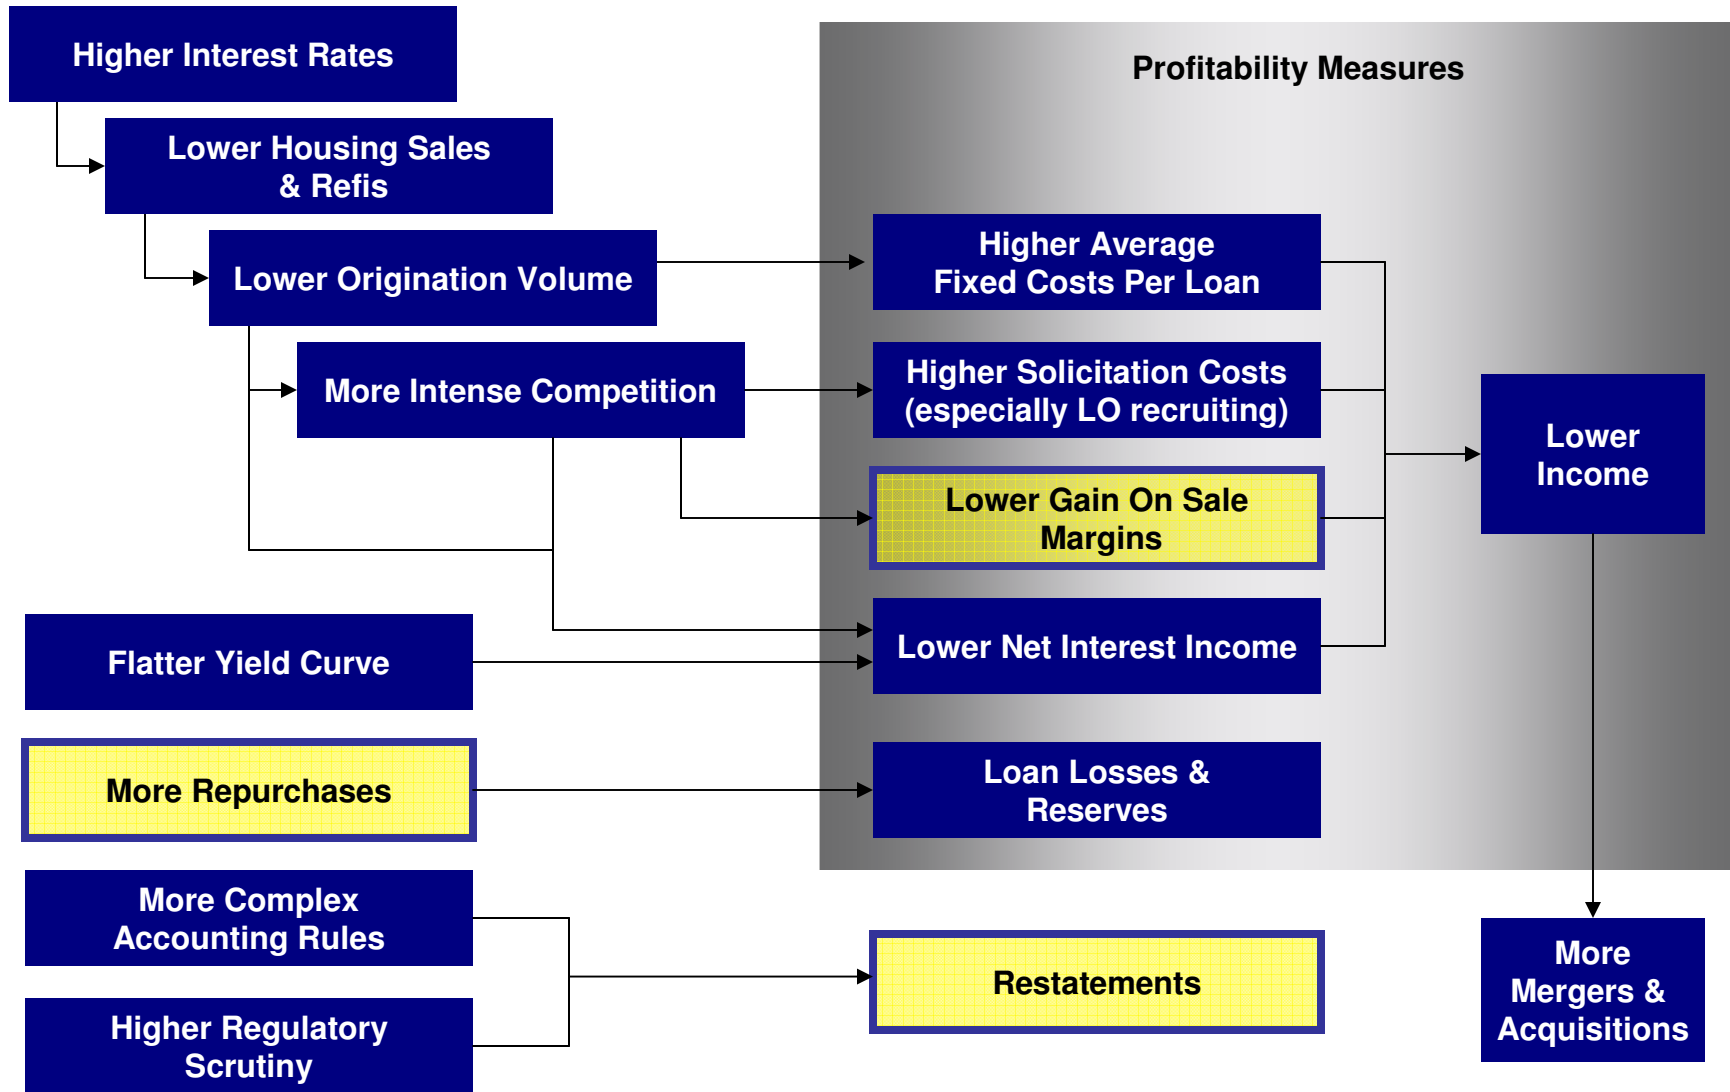 Higher Interest Rates
Profitability Measures
Lower Housing Sales
& Refis
Lower Origination Volume
Higher Average
Fixed Costs Per Loan
More Intense Competition
Higher Solicitation Costs
(especially LO recruiting)
Lower
Income
Lower Gain On Sale
Margins
Flatter Yield Curve
Lower Net Interest Income
More Repurchases
Loan Losses &
Reserves
More Complex
Accounting Rules
Restatements
More
Mergers &
Acquisitions
Higher Regulatory
Scrutiny